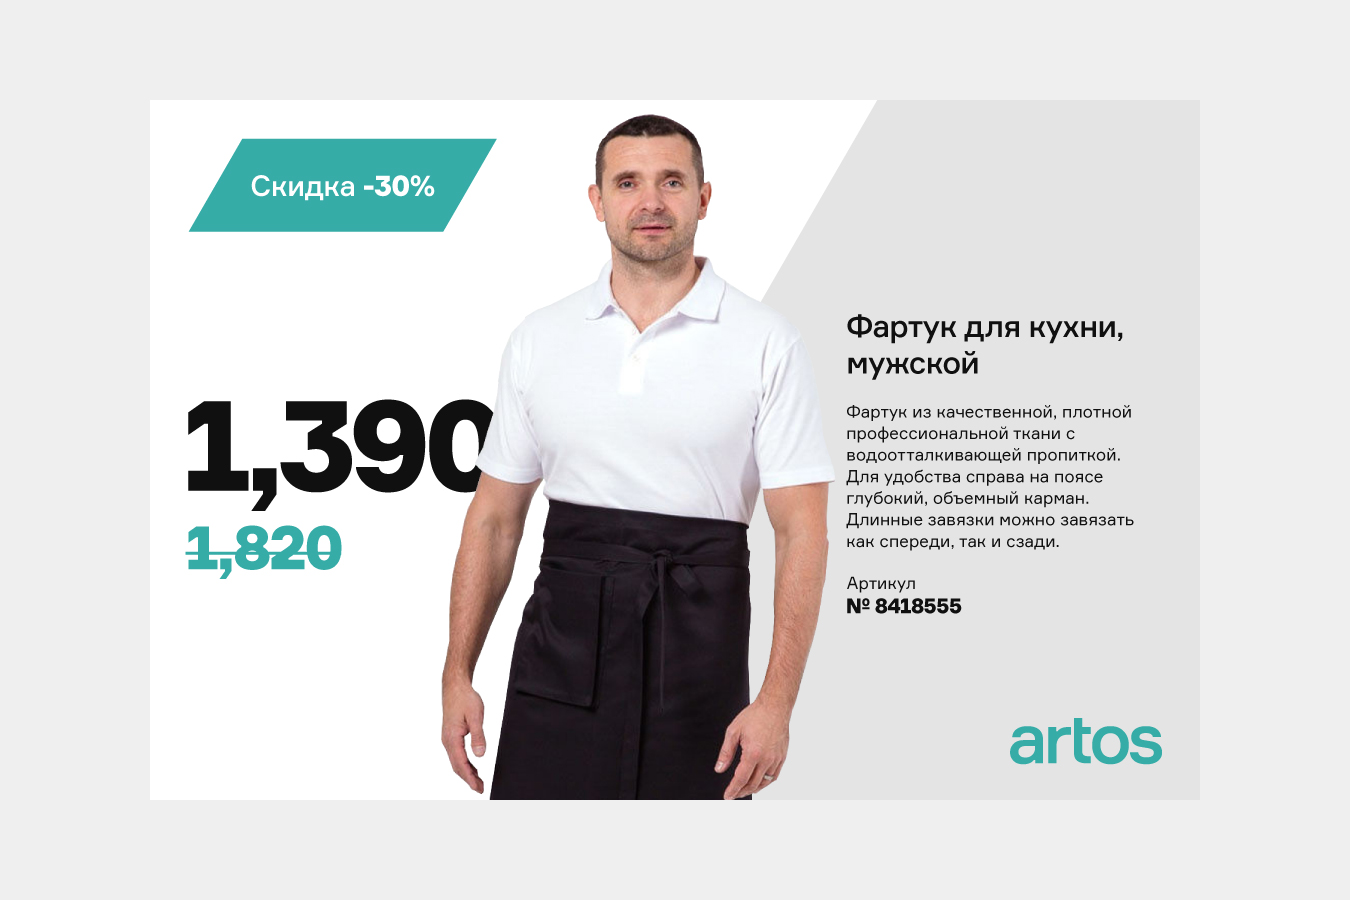 Скидка -30%
1,390
1,820
Фартук для кухни,
мужской
Фартук из качественной, плотной
профессиональной ткани с
водоотталкивающей пропиткой.
Для удобства справа на поясе
глубокий, объемный карман.
Длинные завязки можно завязать
как спереди, так и сзади.
Артикул
№ 8418555
artos